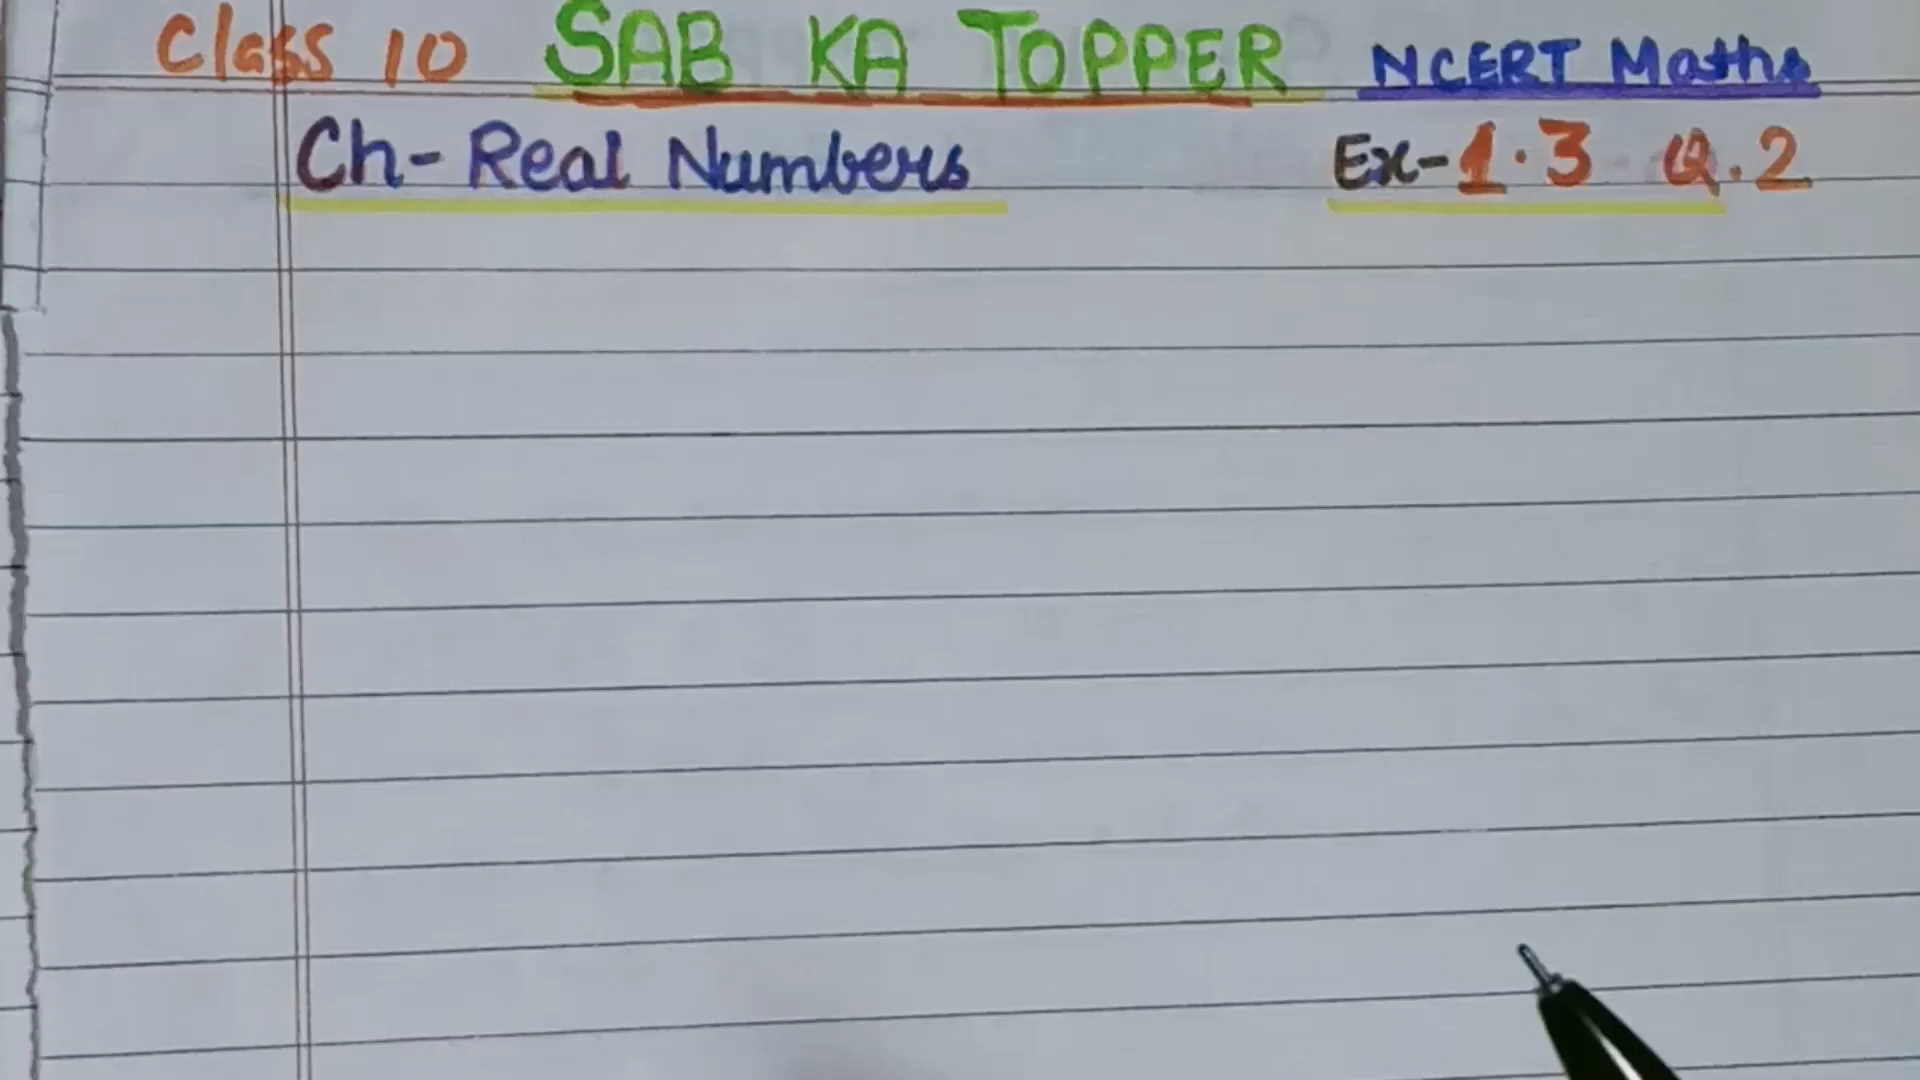 Class 10 SAB KA TOPPER NCERT Maths
Ch- Real Numbers Ex-1.3 Q.2